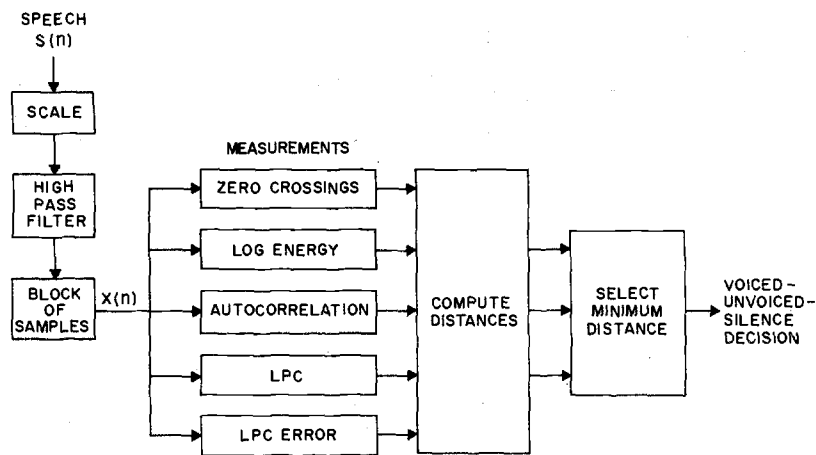 SPEECH
S(n)
SCALE
HIGH
PASS
FILTER
BLOCK
OF
SAMPLES
X(n)
MEASUREMENTS
ZERO CROSSINGS
LOG ENERGY
AUTOCORRELATION
LPC
LPC ERROR
COMPUTE
DISTANCES
SELECT
MINIMUM
DISTANCE
VOICED-
UNVOICED-
SILENCE
DECISION